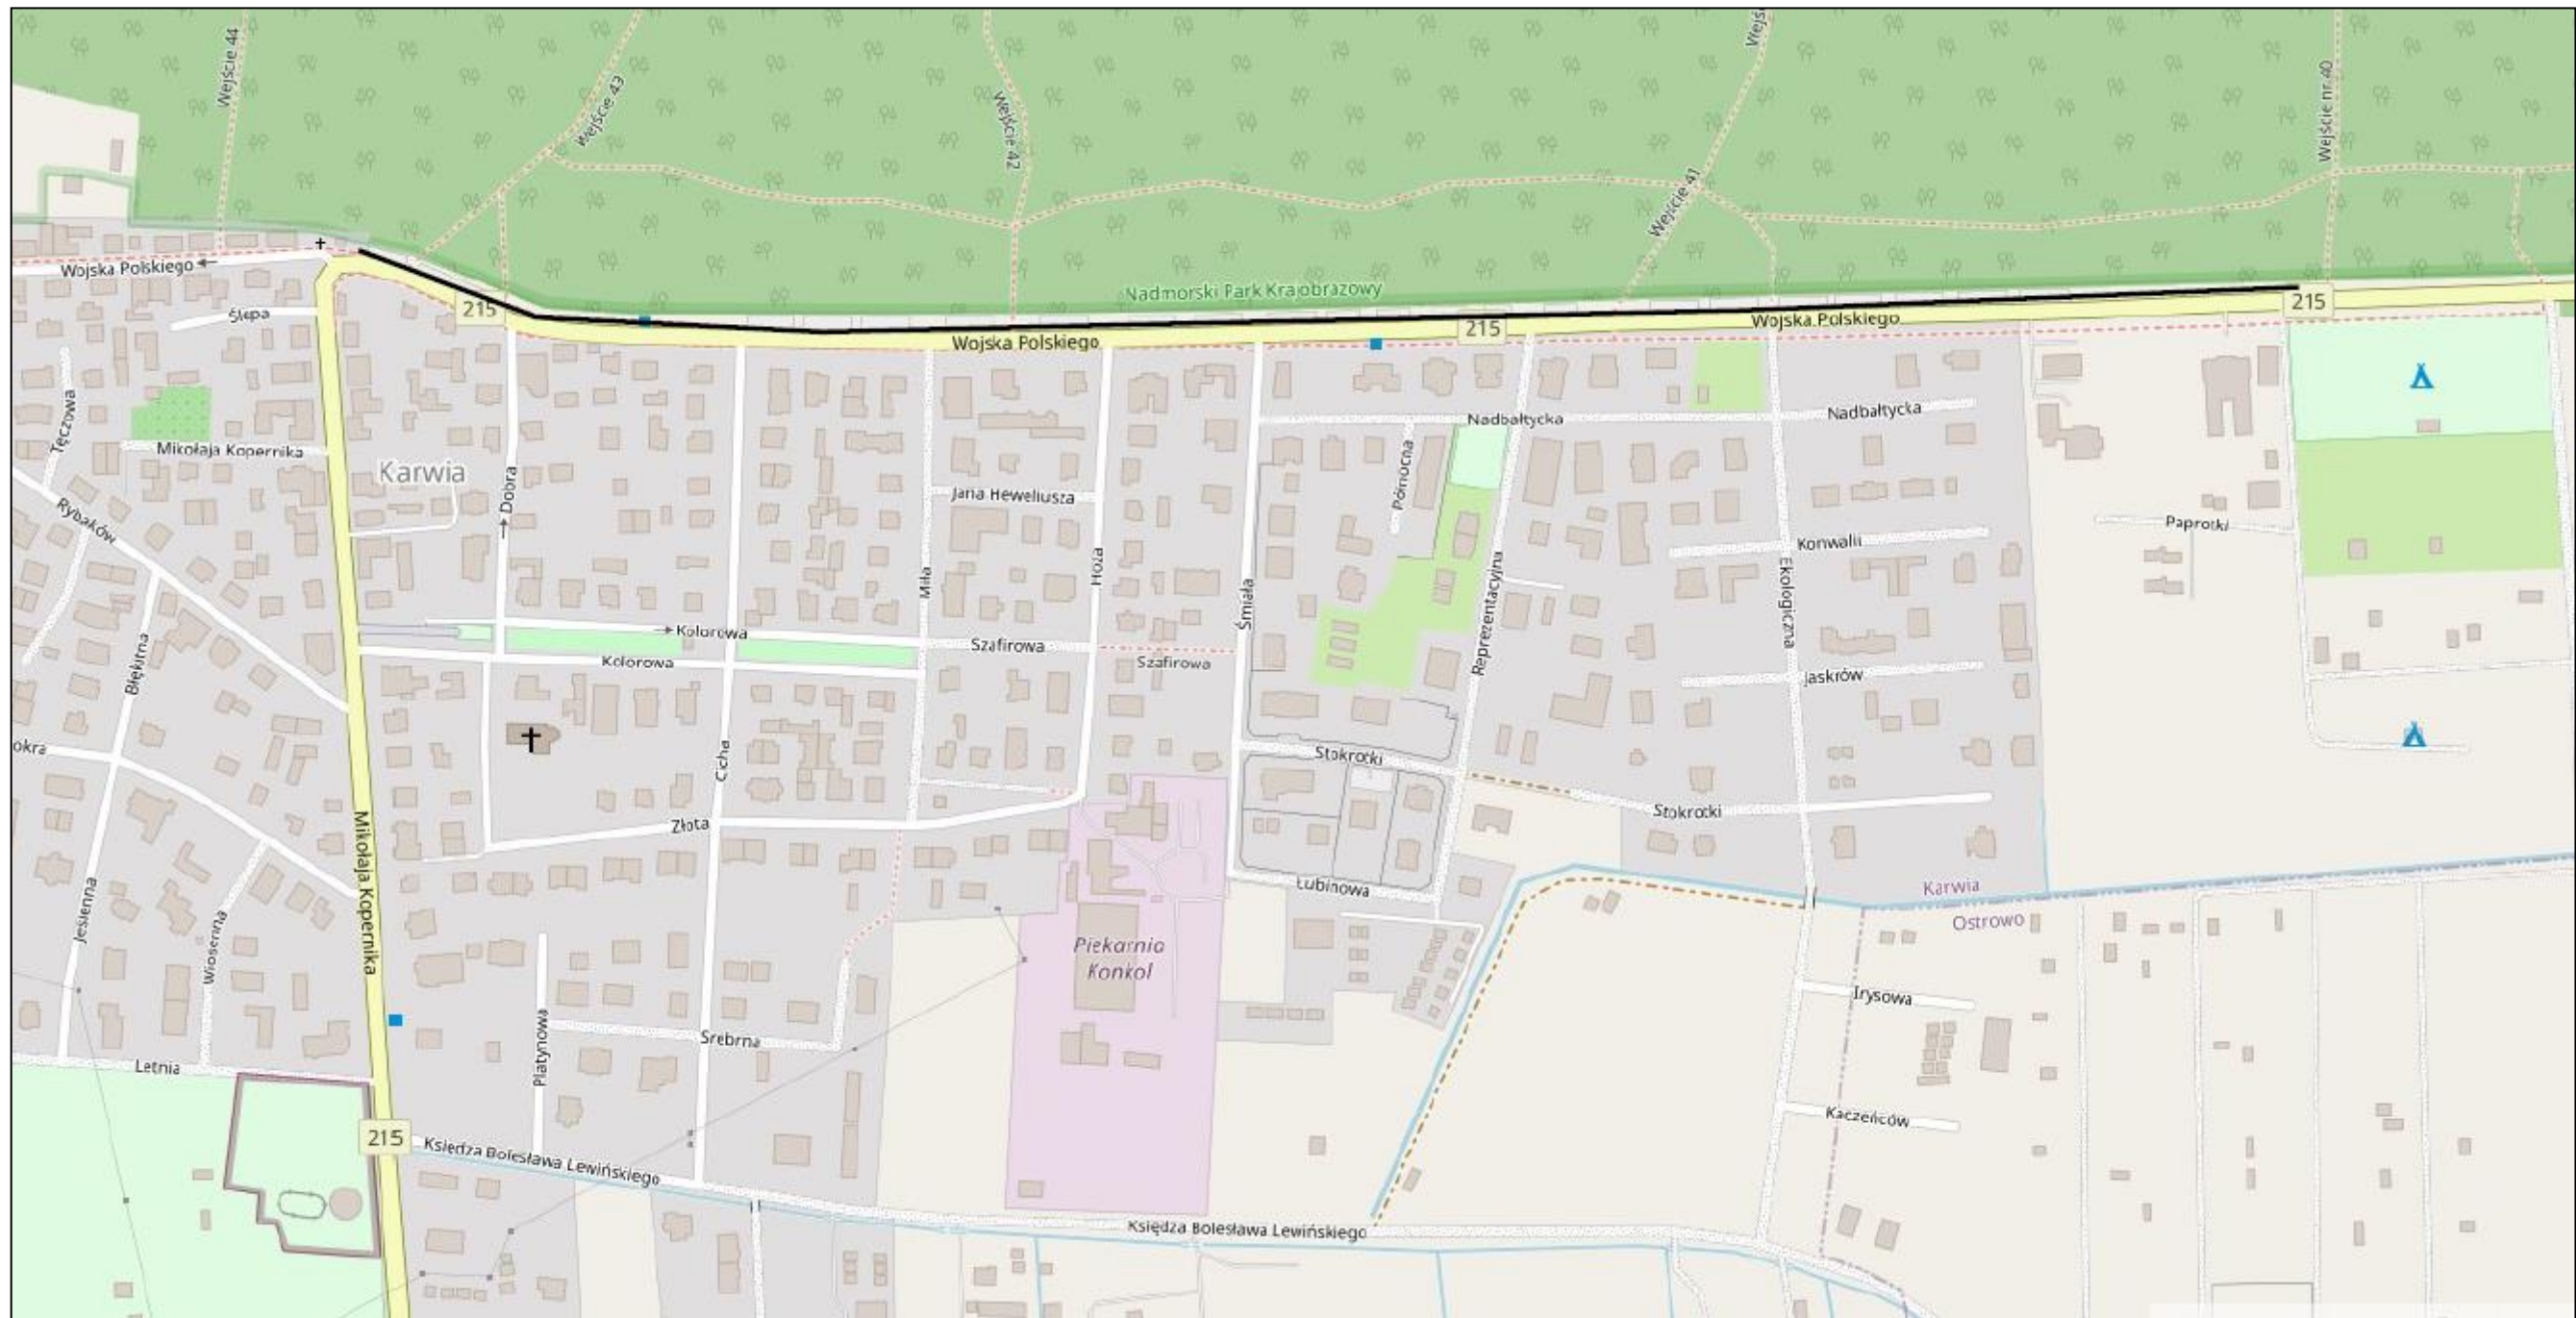 Wejście 44
Wejście 43
Wejście 42
Wejście 41
Wejście nr 40
Nadmorski Park Krajobrazowy
Wojska Polskiego
215
Wojska Polskiego
215
Wojska Polskiego
215
Ślepa
Tęczowa
Mikołaja Kopernika
Karwia
Dobra
Rybaków
Nadbałtycka
Nadbałtycka
Północna
Jana Heweliusza
Miła
Hoża
Śmiała
Reprezentacyjna
Ekologiczna
Konwalii
Paprotki
Kolorowa
Kolorowa
Szafirowa
Szafirowa
Jaskrów
Błękitna
okra
Cicha
Stokrotki
Stokrotki
Złota
Mikołaja Kopernika
Łubinowa
Karwia
Ostrowo
Jesienna
Wiosenna
Piekarnia
Konkol
Irysowa
Platynowa
Srebrna
Letnia
Kaczeńców
215
Księdza Bolesława Lewińskiego
Księdza Bolesława Lewińskiego